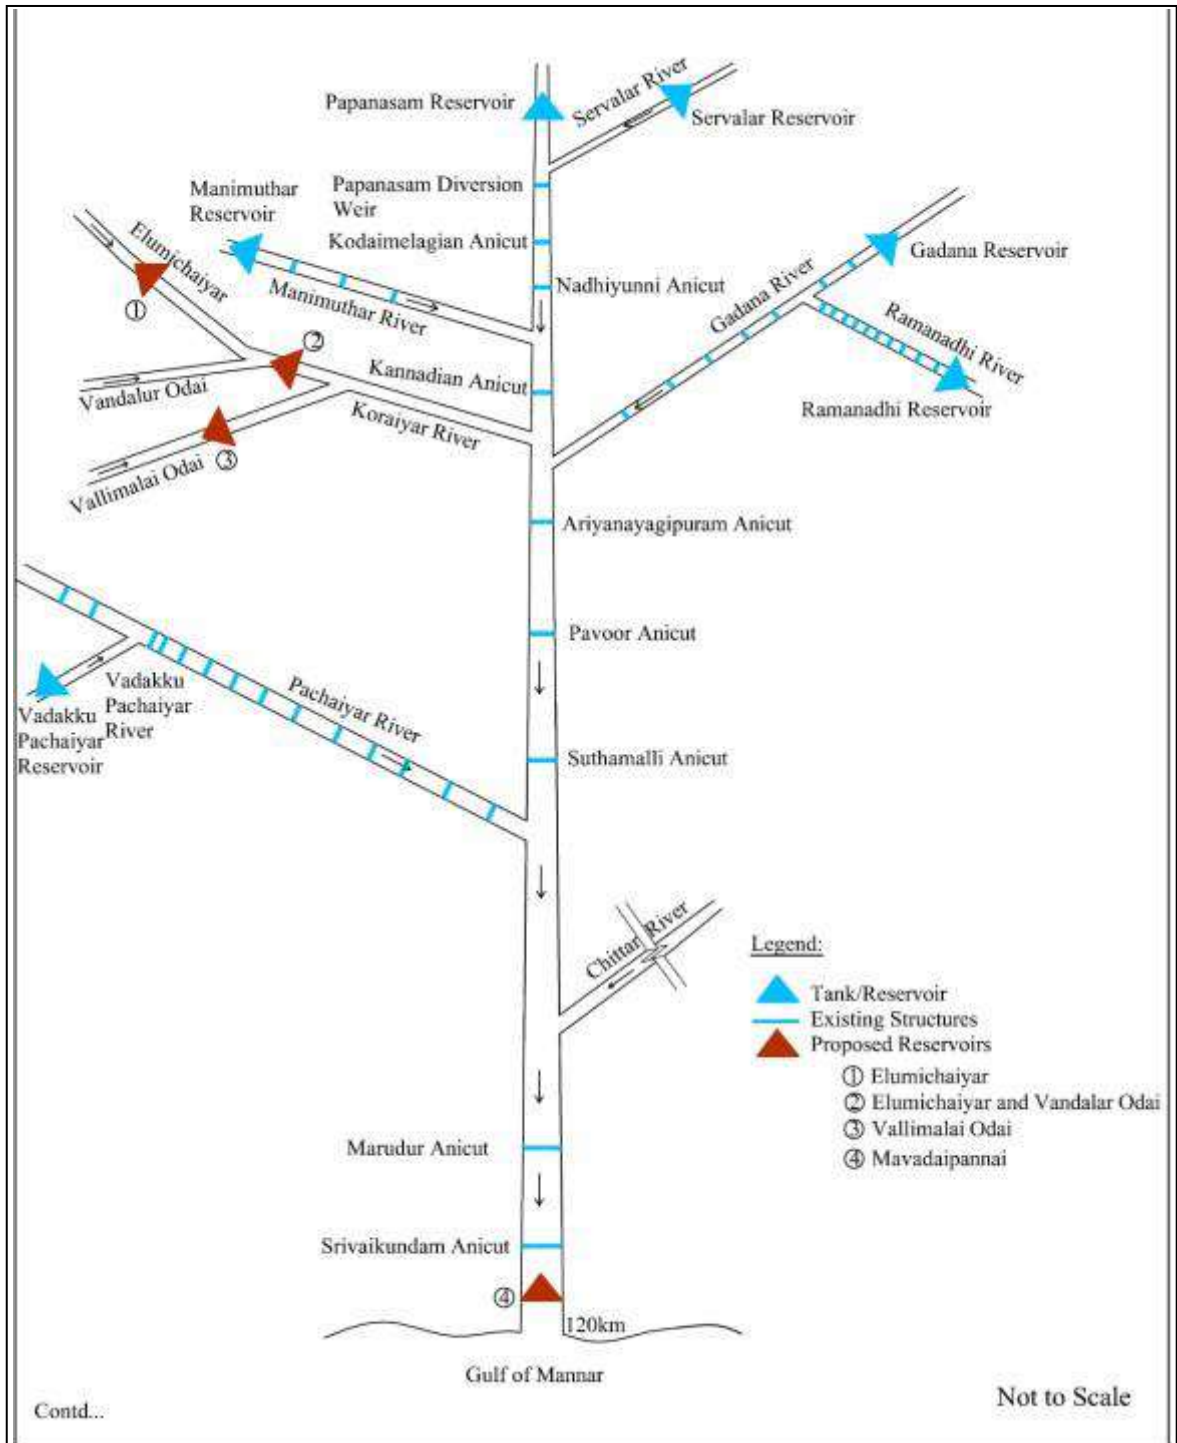 Papanasam Reservoir
Servalar River
Servalar Reservoir
Manimuthar
Reservoir
Papanasam Diversion
Weir
Elumichaiyar
Kodaimelagian Anicut
Gadana Reservoir
Gadana River
Nadhiyunni Anicut
Manimuthar River
①
②
Ramanadhi River
Kannadian Anicut
Vandalur Odai
Koraiyar River
Ramanadhi Reservoir
③
Vallimalai Odai
Ariyanayagipuram Anicut
Pavoor Anicut
Vadakku
Pachaiyar
River
Pachaiyar River
Vadakku
Pachaiyar
Reservoir
Suthamalli Anicut
Chittar River
Legend:
Tank/Reservoir
Existing Structures
Proposed Reservoirs
① Elumichaiyar
② Elumichaiyar and Vandalar Odai
③ Vallimalai Odai
④ Mavadaipannai
Marudur Anicut
Srivaikundam Anicut
④
120km
Gulf of Mannar
Not to Scale
Contd...